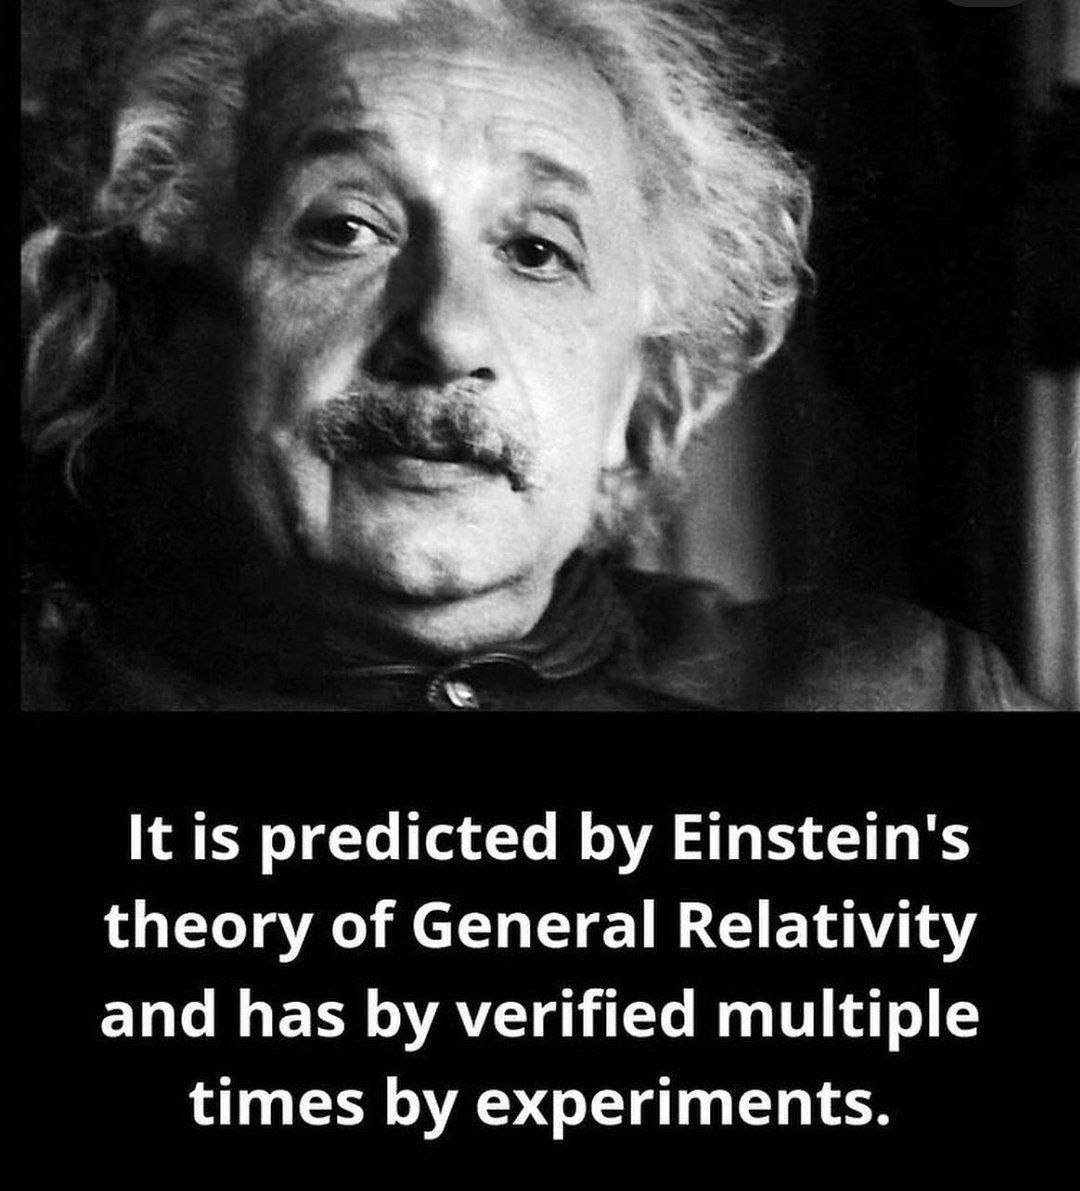 It is predicted by Einstein's
theory of General Relativity
and has by verified multiple
times by experiments.